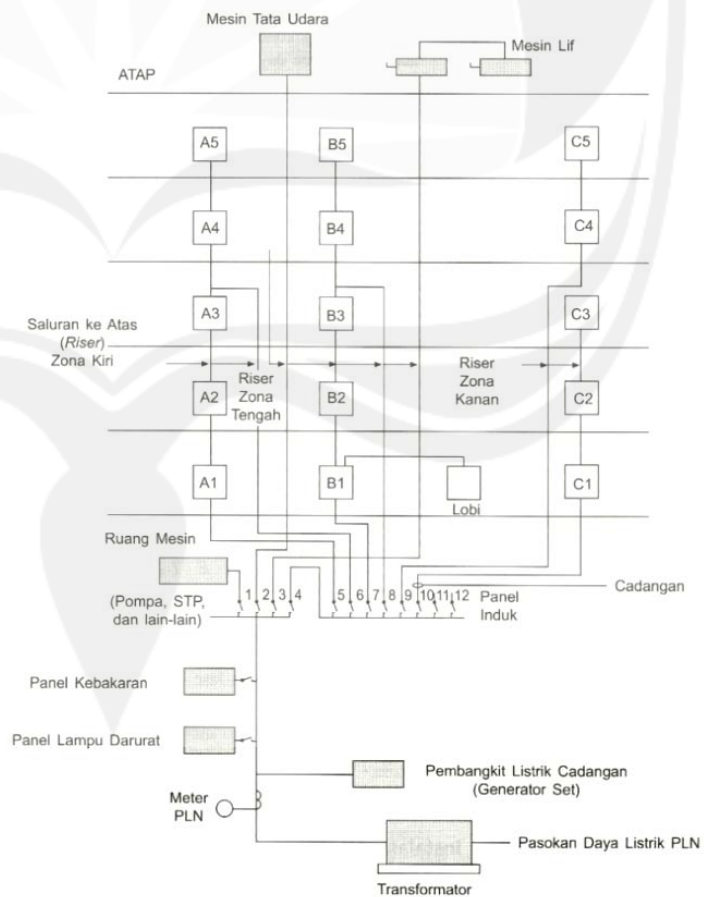 Mesin Tata Udara
Mesin Lif
ATAP
A5
B5
C5
A4
B4
C4
A3
B3
C3
Saluran ke Atas
(Riser)
Zona Kiri
Riser
Zona
Tengah
Riser
Zona
Kanan
A2
B2
C2
A1
B1
C1
Lobi
Ruang Mesin
(Pompa, STP,
dan lain-lain)
1 2 3 4
5 6 7 8 9 10 11 12
Panel
Induk
Cadangan
Panel Kebakaran
Panel Lampu Darurat
Pembangkit Listrik Cadangan
(Generator Set)
Meter
PLN
Pasokan Daya Listrik PLN
Transformator